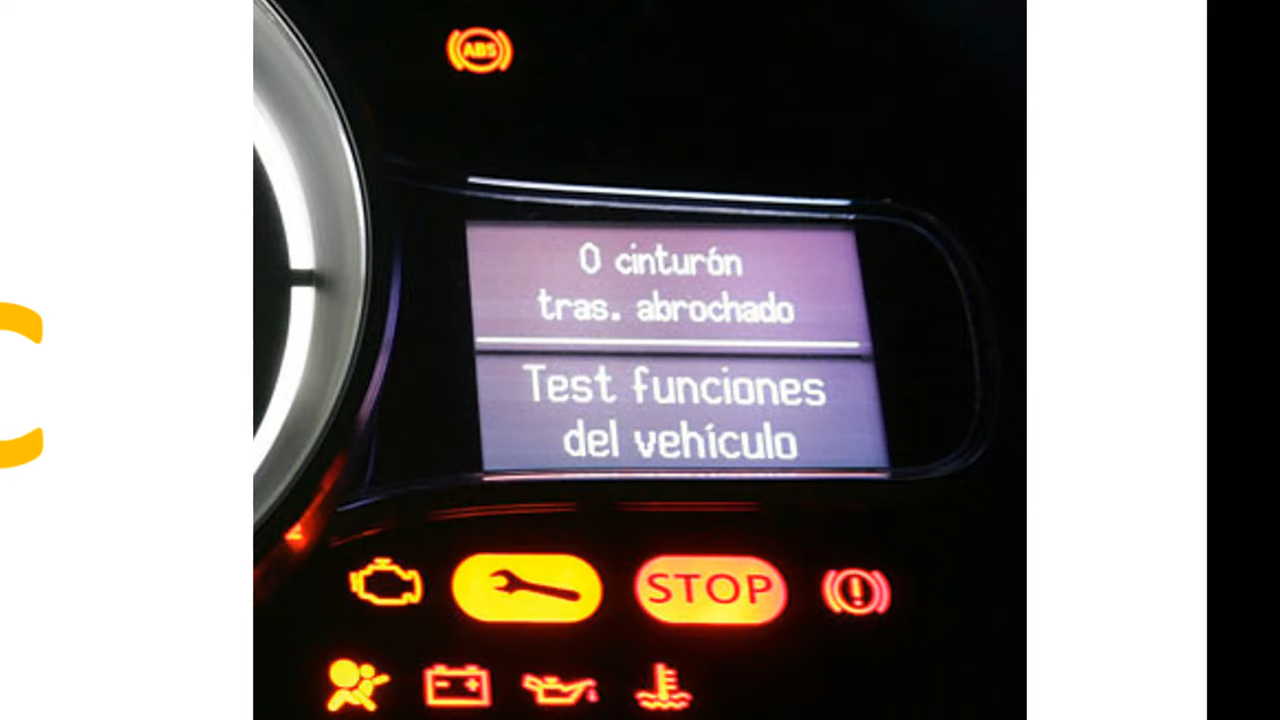 ABS
0 cinturón
tras. abrochado
Test funciones
del vehículo
STOP